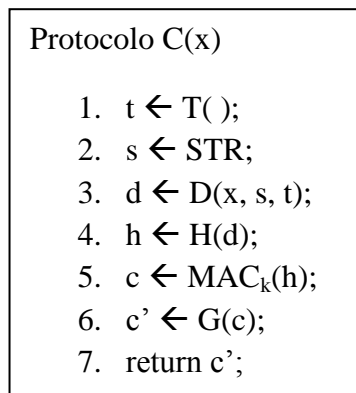 Protocolo C(x)
1. t ← T( );
2. s ← STR;
3. d ← D(x, s, t);
4. h ← H(d);
5. c ← MACk(h);
6. c’ ← G(c);
7. return c’;